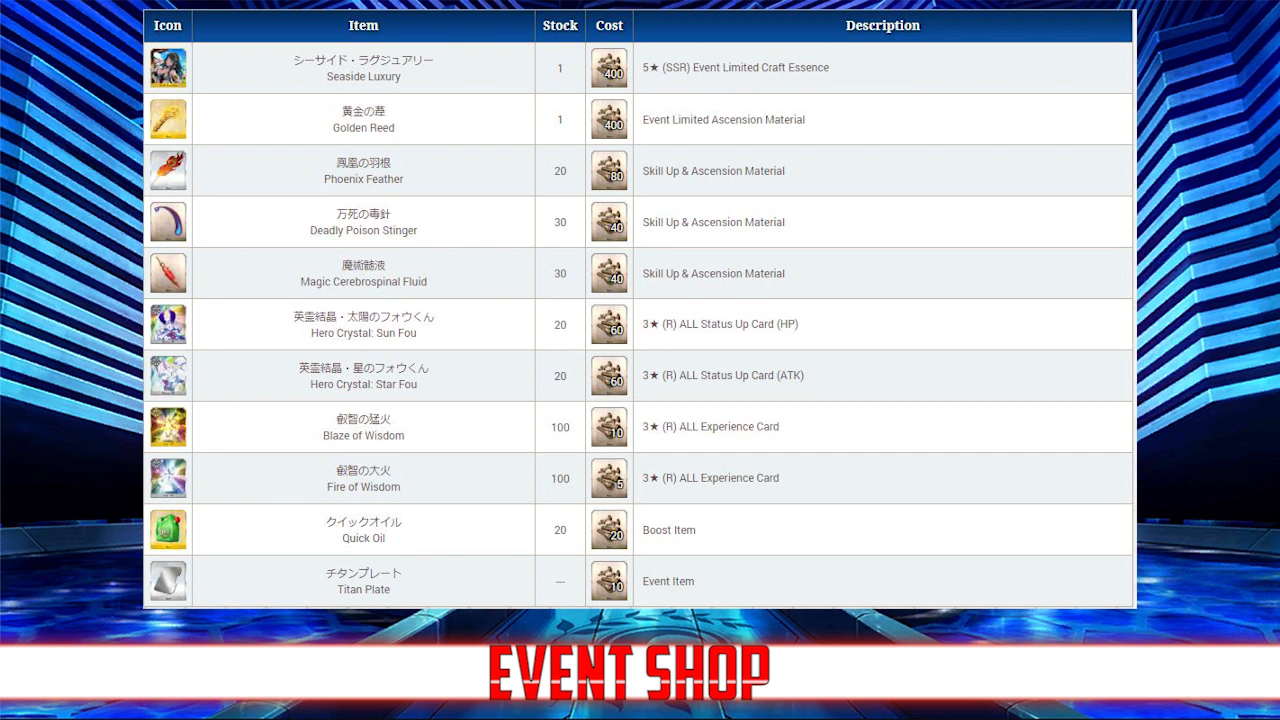 Icon Item Stock Cost Description
シーサイド・ラグジュアリー
Seaside Luxury
1 400 5★ (SSR) Event Limited Craft Essence
黄金の葦
Golden Reed
1 400 Event Limited Ascension Material
鳳凰の羽根
Phoenix Feather
20 80 Skill Up & Ascension Material
万死の毒針
Deadly Poison Stinger
30 40 Skill Up & Ascension Material
魔術髄液
Magic Cerebrospinal Fluid
30 40 Skill Up & Ascension Material
英霊結晶・太陽のフォウくん
Hero Crystal: Sun Fou
20 60 3★ (R) ALL Status Up Card (HP)
英霊結晶・星のフォウくん
Hero Crystal: Star Fou
20 60 3★ (R) ALL Status Up Card (ATK)
叡智の猛火
Blaze of Wisdom
100 10 3★ (R) ALL Experience Card
叡智の大火
Fire of Wisdom
100 5 3★ (R) ALL Experience Card
クイックオイル
Quick Oil
20 20 Boost Item
チタンプレート
Titan Plate
— 10 Event Item
EVENT SHOP